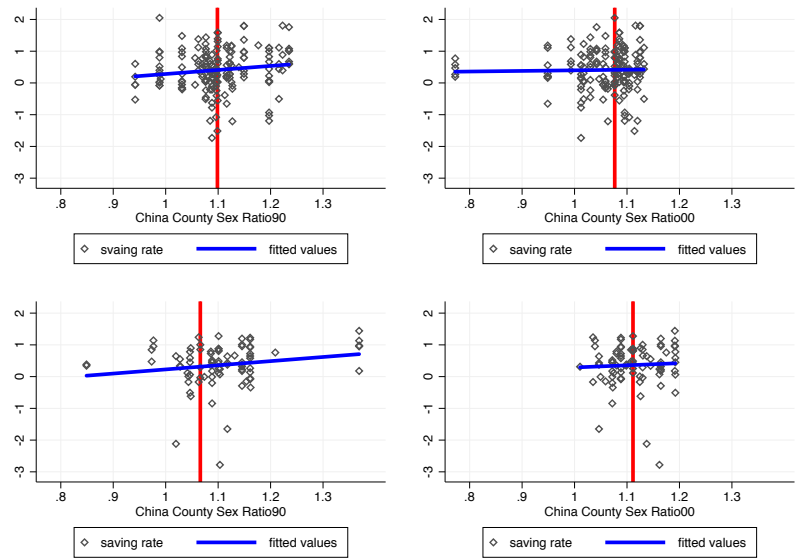 2
1
0
-1
-2
-3
.8 .9 1 1.1 1.2 1.3
China County Sex Ratio90
svaing rate fitted values
2
1
0
-1
-2
-3
.8 .9 1 1.1 1.2 1.3
China County Sex Ratio00
saving rate fitted values
2
1
0
-1
-2
-3
.8 .9 1 1.1 1.2 1.3
China County Sex Ratio90
saving rate fitted values
2
1
0
-1
-2
-3
.8 .9 1 1.1 1.2 1.3
China County Sex Ratio00
saving rate fitted values